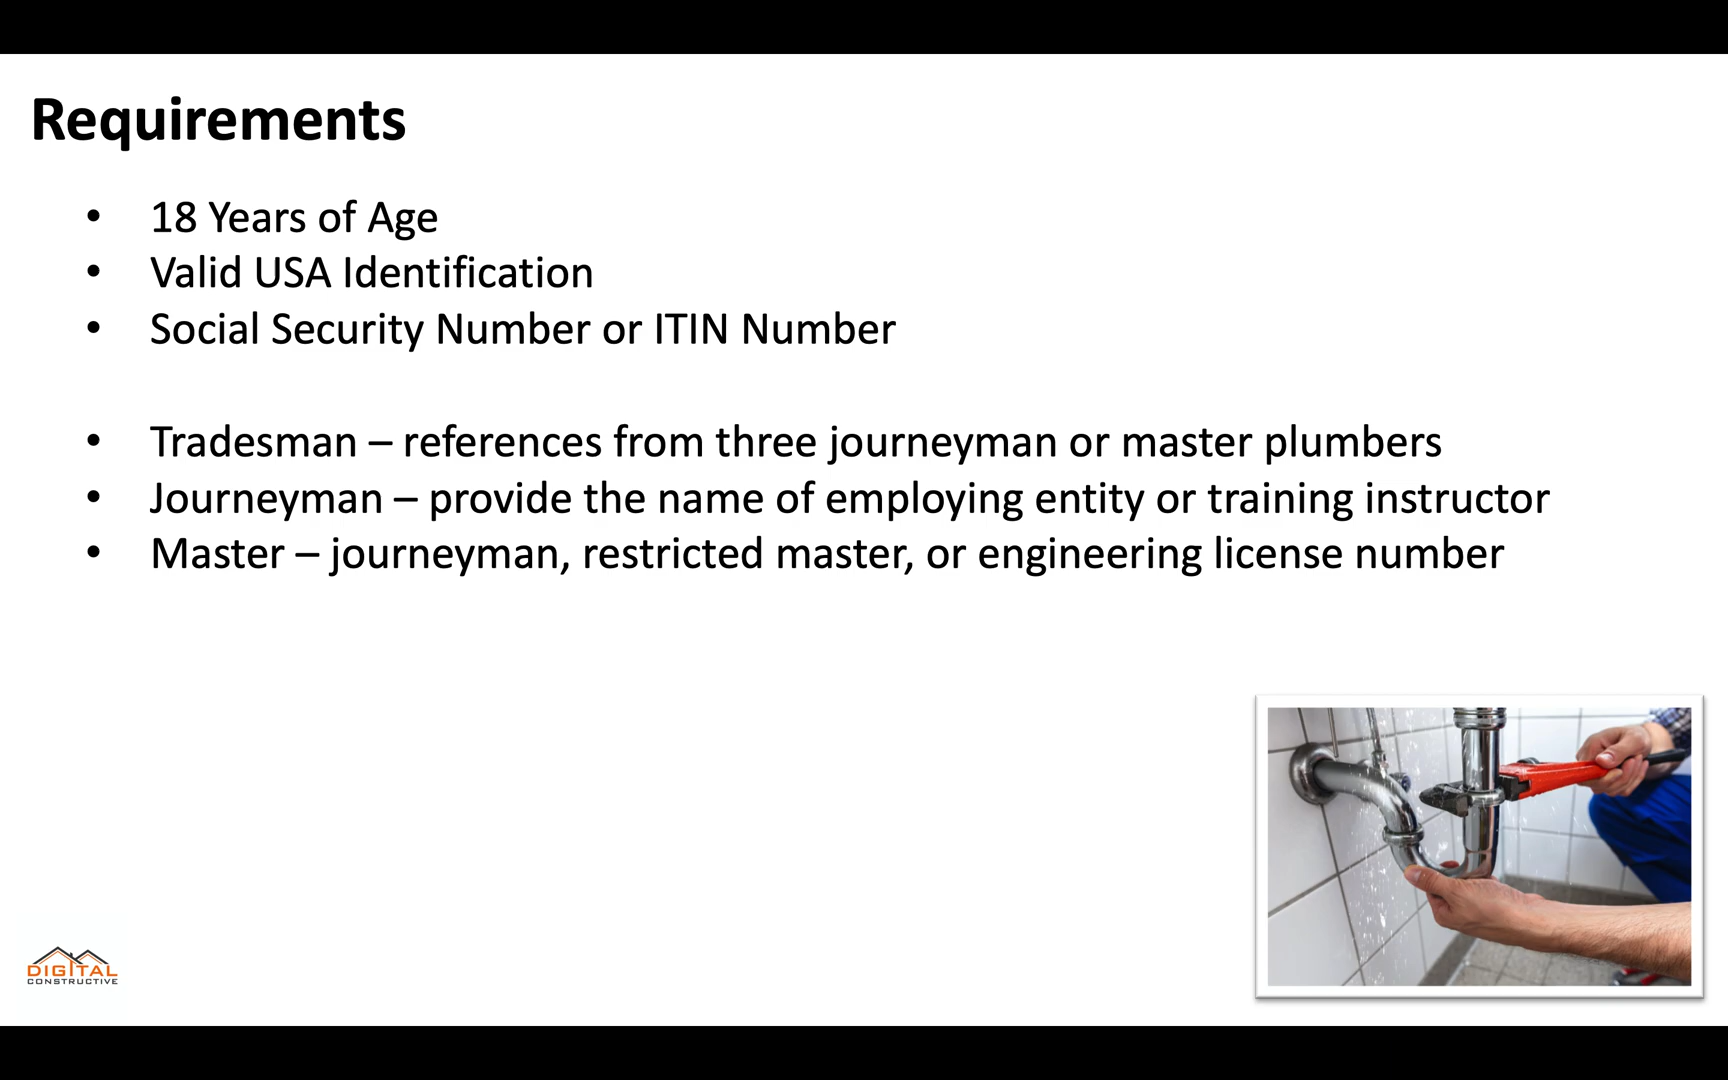 Requirements
• 18 Years of Age
• Valid USA Identification
• Social Security Number or ITIN Number
• Tradesman – references from three journeyman or master plumbers
• Journeyman – provide the name of employing entity or training instructor
• Master – journeyman, restricted master, or engineering license number
DIGITAL
CONSTRUCTIVE